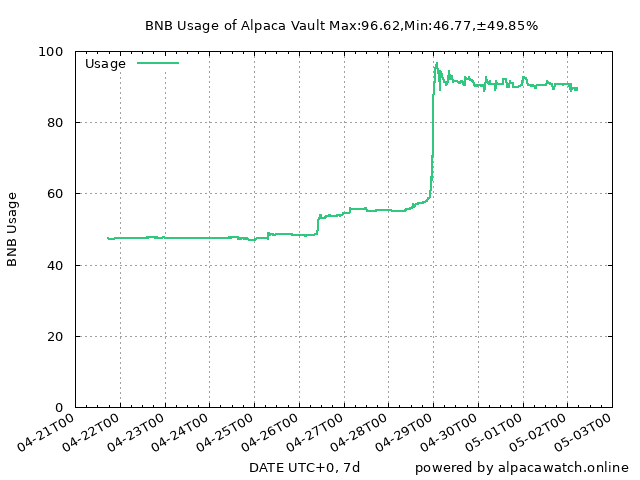 BNB Usage of Alpaca Vault Max:96.62,Min:46.77,±49.85%
Usage
100
80
60
40
20
0
BNB Usage
04-21T00
04-22T00
04-23T00
04-24T00
04-25T00
04-26T00
04-27T00
04-28T00
04-29T00
04-30T00
05-01T00
05-02T00
05-03T00
DATE UTC+0, 7d
powered by alpacawatch.online